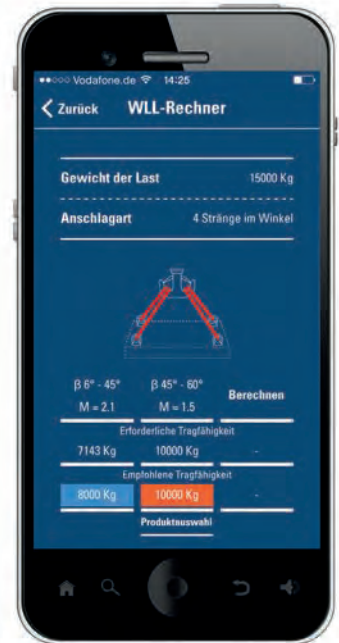 Vodafone.de 14:25
Zurück WLL-Rechner
Gewicht der Last 15000 Kg
Anschlagart 4 Stränge im Winkel
β 6° - 45° β 45° - 60° Berechnen
M = 2.1 M = 1.5
Erforderliche Tragfähigkeit
7143 Kg 10000 Kg -
Empfohlene Tragfähigkeit
8000 Kg 10000 Kg -
Produktauswahl